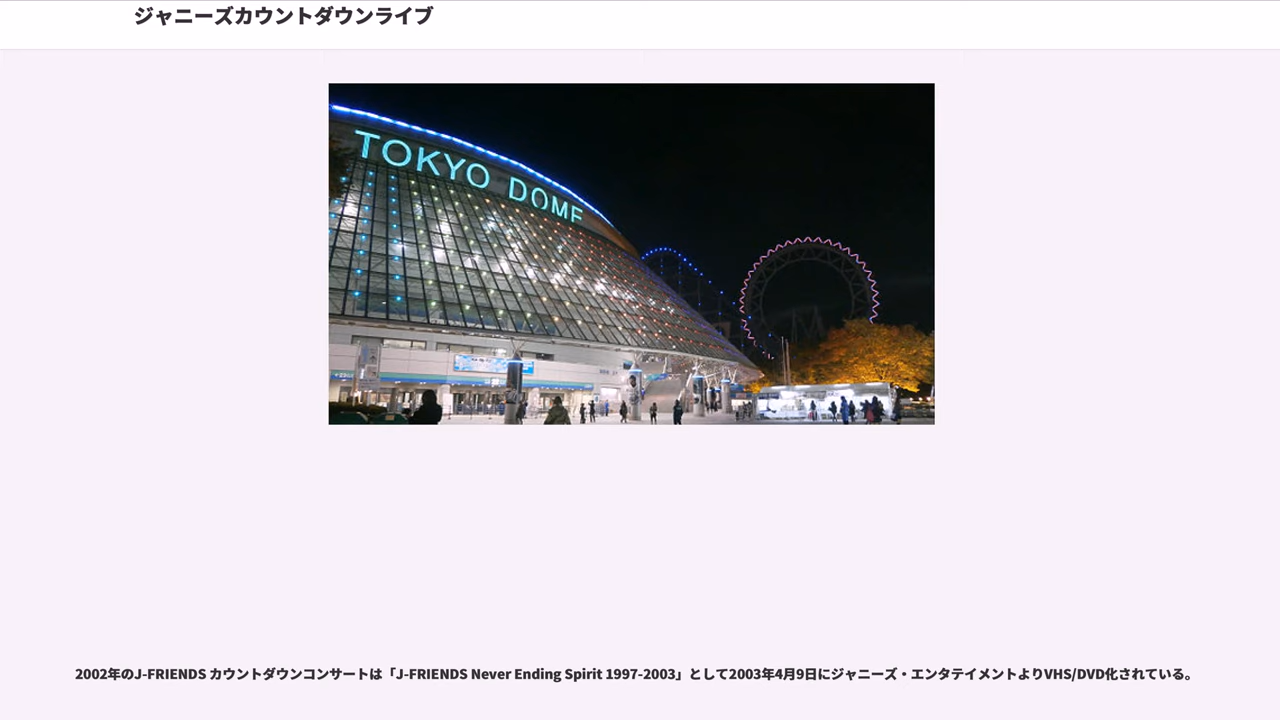 ジャニーズカウントダウンライブ
TOKYO DOME
2002年のJ-FRIENDS カウントダウンコンサートは「J-FRIENDS Never Ending Spirit 1997-2003」として2003年4月9日にジャニーズ・エンタテイメントよりVHS/DVD化されている。